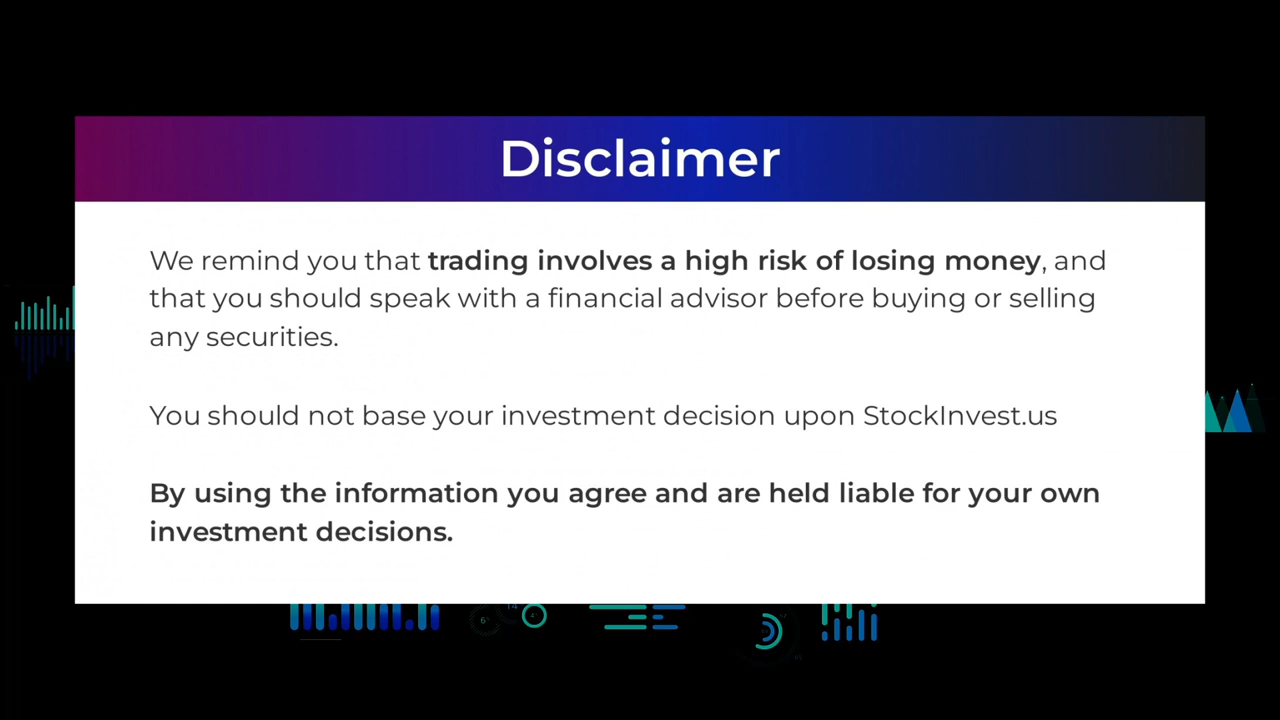 Disclaimer
We remind you that trading involves a high risk of losing money, and
that you should speak with a financial advisor before buying or selling
any securities.
You should not base your investment decision upon StockInvest.us
By using the information you agree and are held liable for your own
investment decisions.